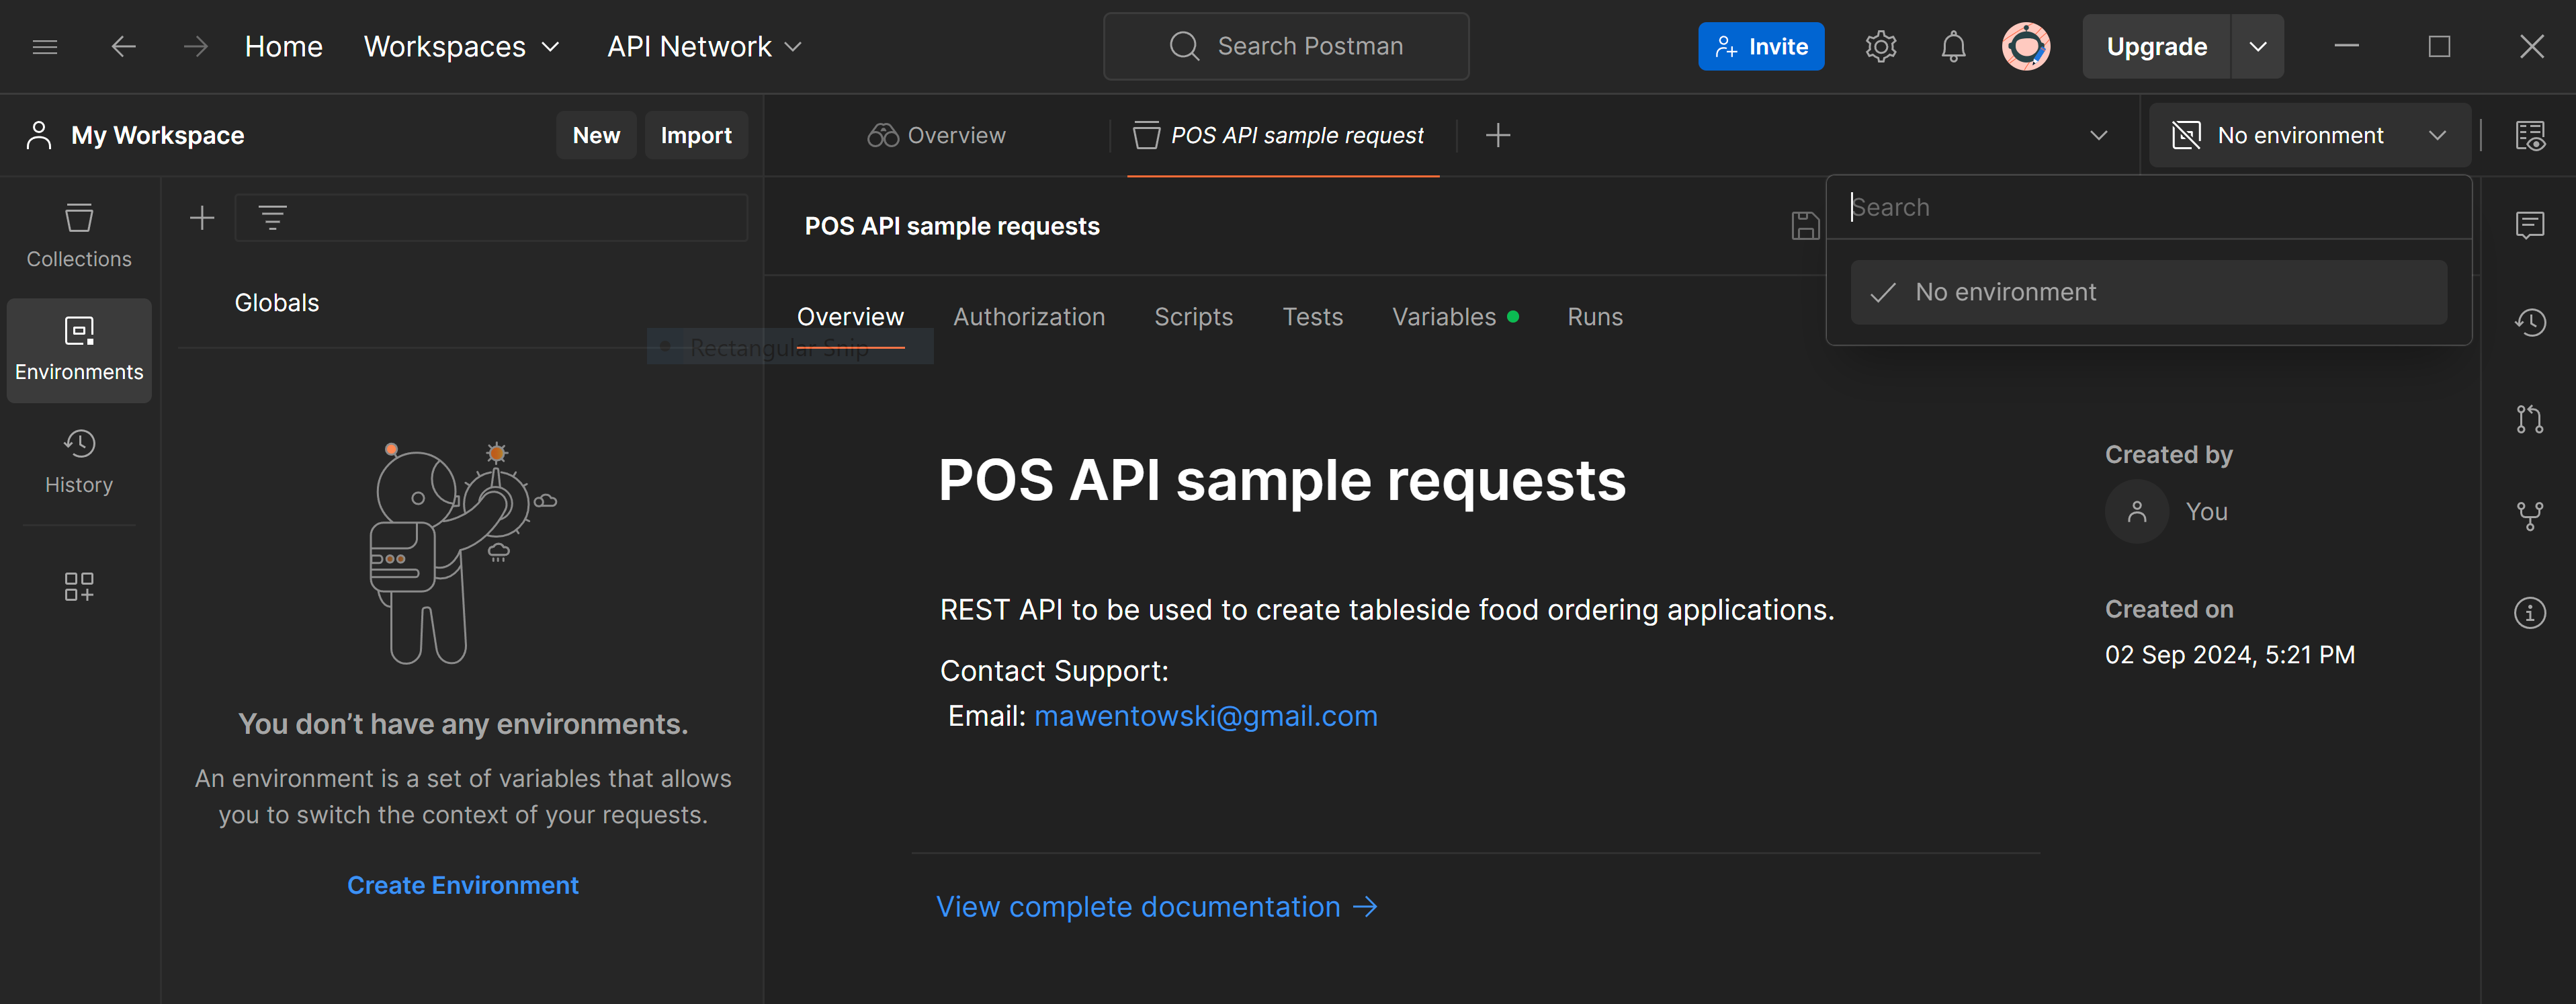 Home Workspaces API Network Search Postman Invite Upgrade
My Workspace New Import Overview POS API sample request No environment
Collections
Environments
History
Globals
You don’t have any environments.
An environment is a set of variables that allows
you to switch the context of your requests.
Create Environment
POS API sample requests
Search
No environment
Overview Authorization Scripts Tests Variables Runs
Rectangular Snip
POS API sample requests
REST API to be used to create tableside food ordering applications.
Contact Support:
Email: mawentowski@gmail.com
View complete documentation →
Created by
You
Created on
02 Sep 2024, 5:21 PM